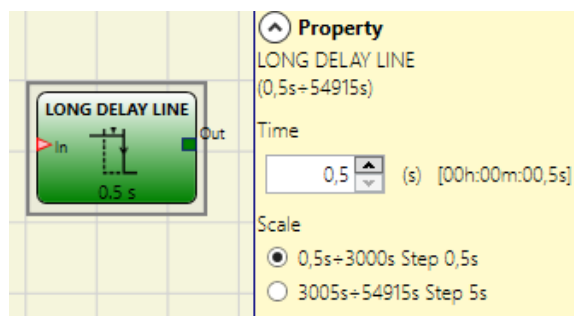 LONG DELAY LINE
In
Out
0.5 s
Property
LONG DELAY LINE
(0,5s÷54915s)
Time
0,5 (s) [00h:00m:00,5s]
Scale
0,5s÷3000s Step 0,5s
3005s÷54915s Step 5s